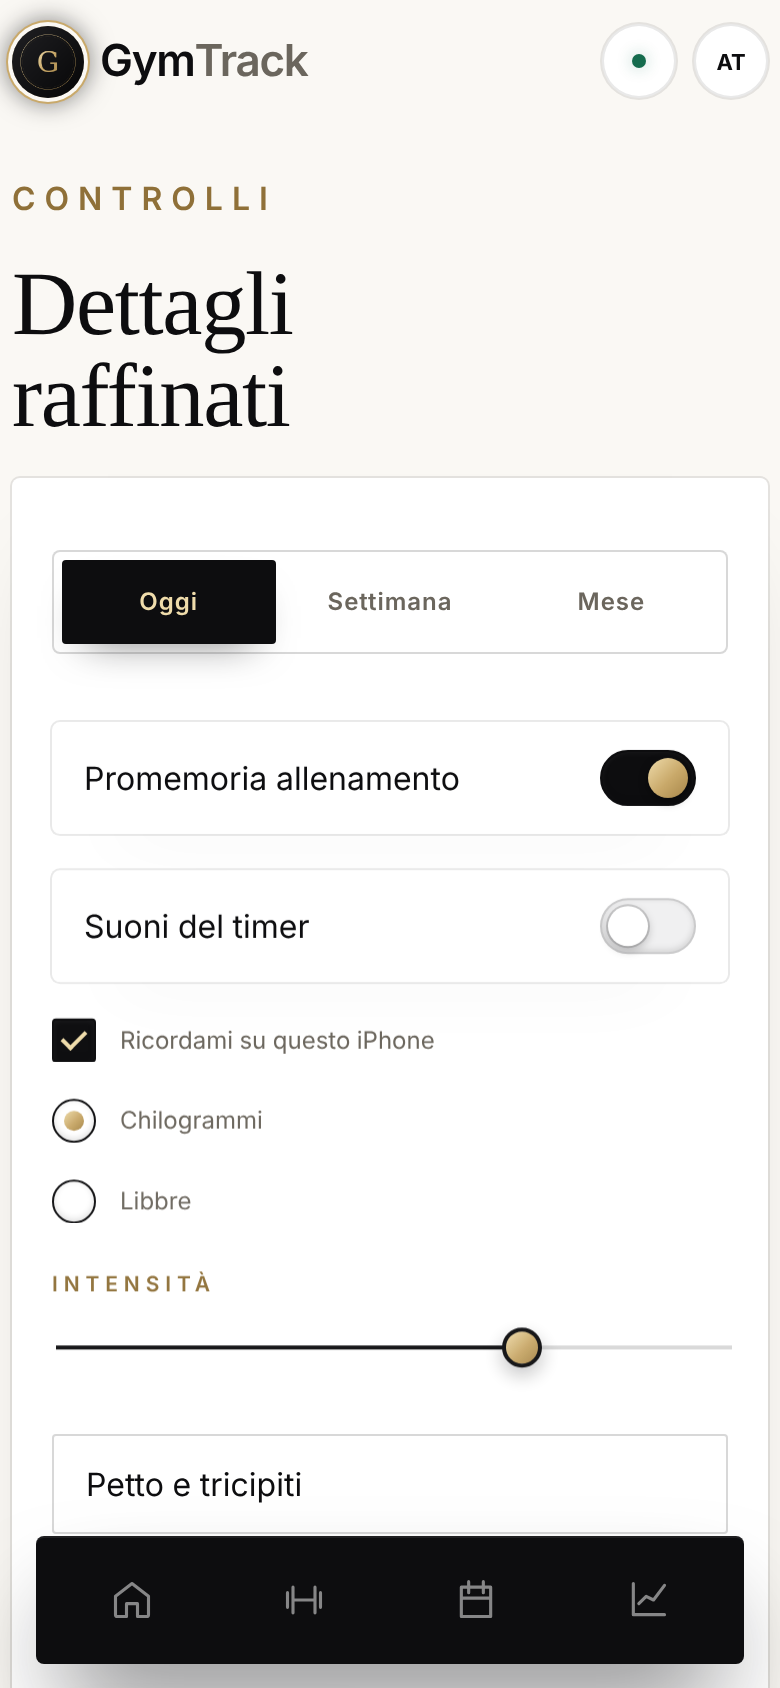 G GymTrack AT
CONTROLLI
Dettagli
raffinati
Oggi Settimana Mese
Promemoria allenamento
Suoni del timer
Ricordami su questo iPhone
Chilogrammi
Libbre
INTENSITÀ
Petto e tricipiti